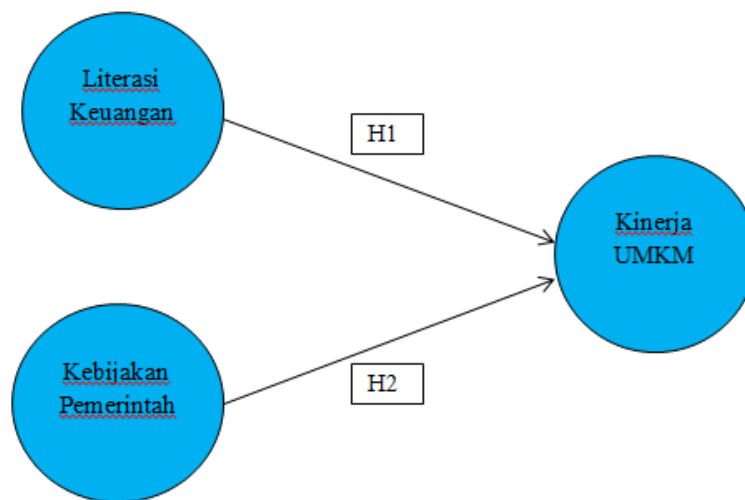 Literasi
Keuangan
H1
Kinerja
UMKM
Kebijakan
Pemerintah
H2